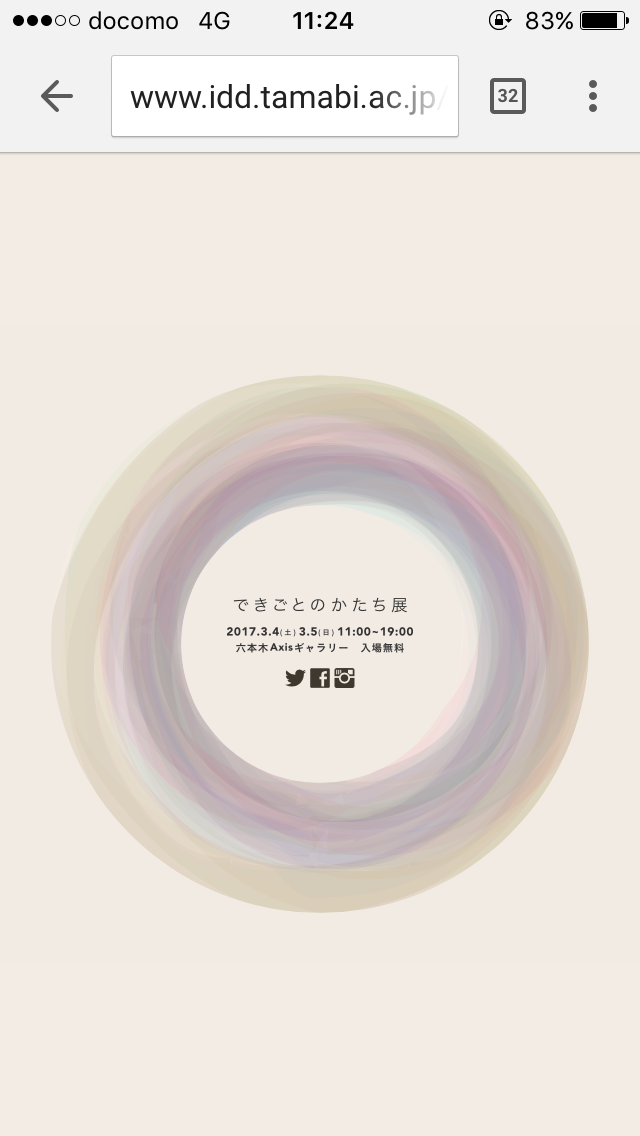 docomo 4G 11:24 83%
www.idd.tamabi.ac.jp/
32
できごとのかたち展
2017.3.4(土) 3.5(日) 11:00~19:00
六本木Axisギャラリー 入場無料